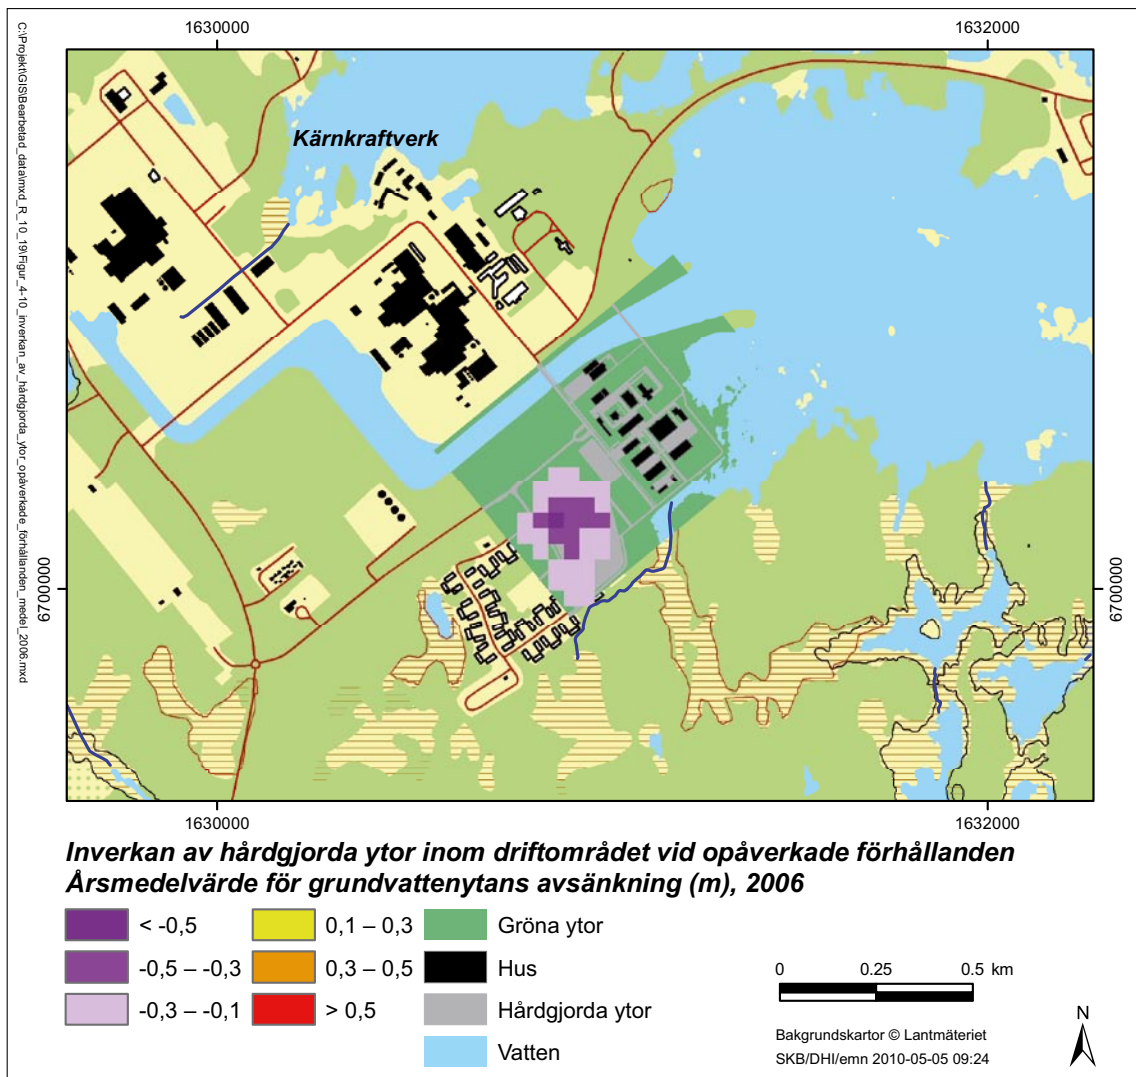 1630000
1632000
C:\Projekt\GIS\Bearbetad_data\mxd_R_10_19\Figur_4-10_inverkan_av_hårdgjorda_ytor_opåverkade_förhållanden_medel_2006.mxd
Kärnkraftverk
6700000
6700000
1630000
1632000
Inverkan av hårdgjorda ytor inom driftområdet vid opåverkade förhållanden
Årsmedelvärde för grundvattenytans avsänkning (m), 2006
< -0,5
0,1 – 0,3
Gröna ytor
-0,5 – -0,3
0,3 – 0,5
Hus
-0,3 – -0,1
> 0,5
Hårdgjorda ytor
Vatten
0 0.25 0.5 km
Bakgrundskartor © Lantmäteriet
SKB/DHI/emn 2010-05-05 09:24
N